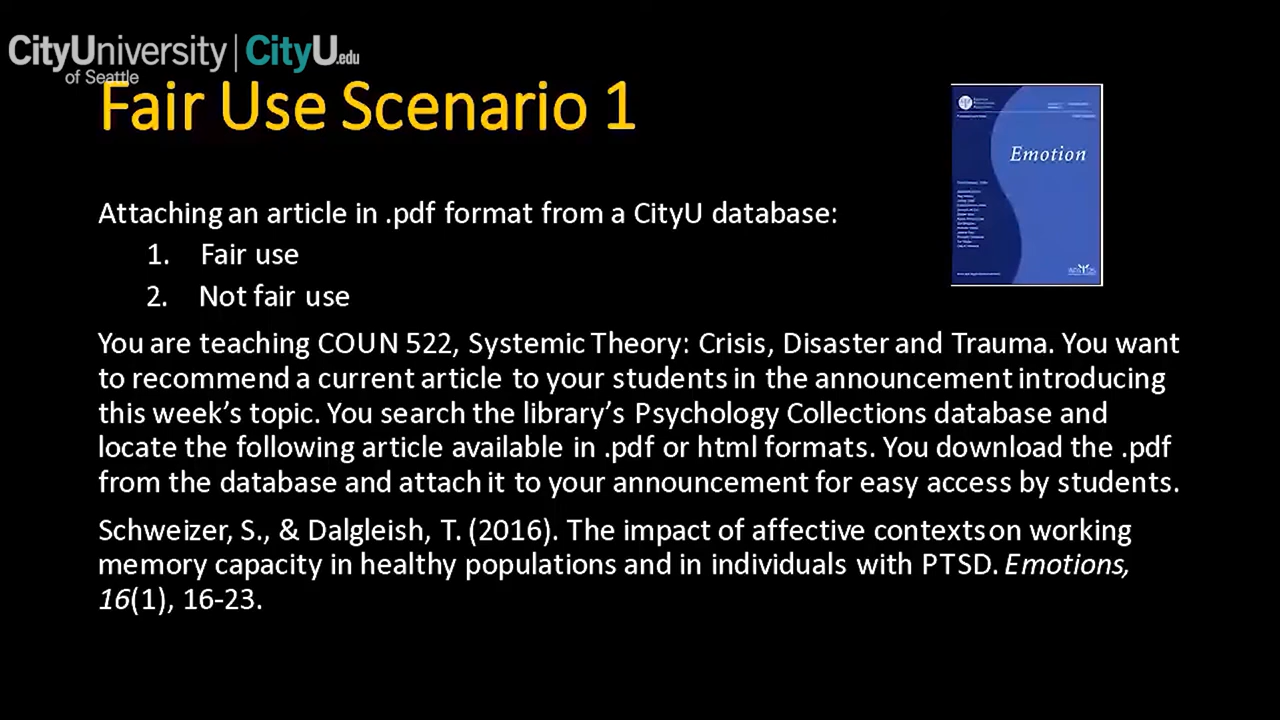 CityUniversity | CityU.edu
of Seattle
Fair Use Scenario 1
Emotion
Attaching an article in .pdf format from a CityU database:
1. Fair use
2. Not fair use
You are teaching COUN 522, Systemic Theory: Crisis, Disaster and Trauma. You want
to recommend a current article to your students in the announcement introducing
this week’s topic. You search the library’s Psychology Collections database and
locate the following article available in .pdf or html formats. You download the .pdf
from the database and attach it to your announcement for easy access by students.
Schweizer, S., & Dalgleish, T. (2016). The impact of affective contexts on working
memory capacity in healthy populations and in individuals with PTSD. Emotions,
16(1), 16-23.